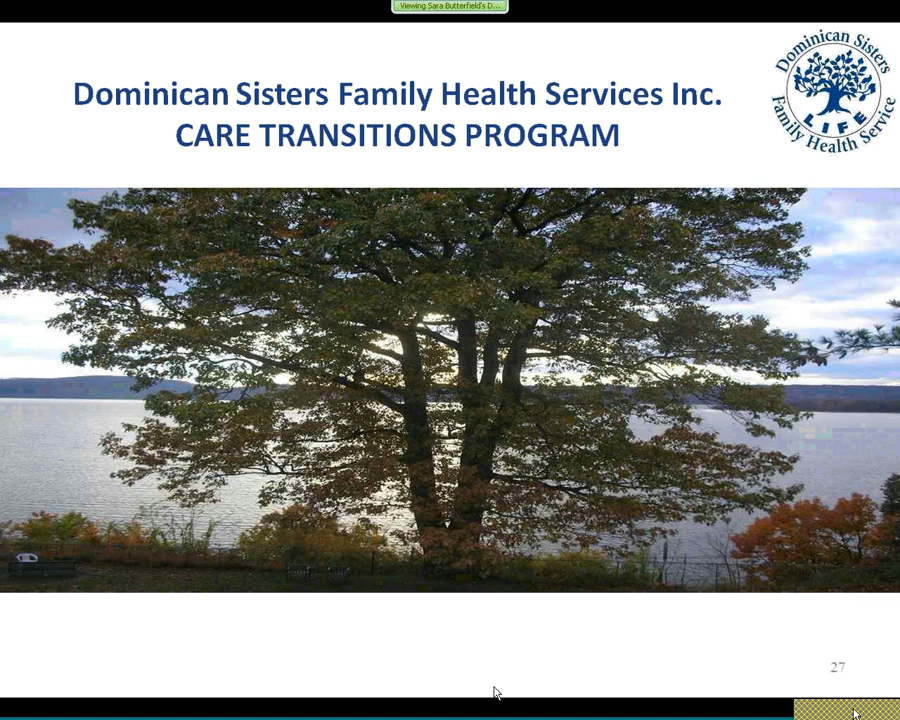 Viewing Sara Butterfield's D...
Dominican Sisters Family Health Services Inc.
CARE TRANSITIONS PROGRAM
Dominican Sisters
LIFE
Family Health Service
27